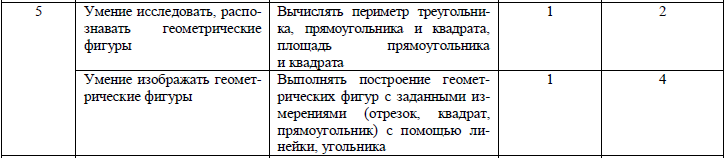 5
Умение исследовать, распо-
знавать геометрические
фигуры
Вычислять периметр треугольни-
ка, прямоугольника и квадрата,
площадь прямоугольника
и квадрата
1
2
Умение изображать геомет-
рические фигуры
Выполнять построение геомет-
рических фигур с заданными из-
мерениями (отрезок, квадрат,
прямоугольник) с помощью ли-
нейки, угольника
1
4